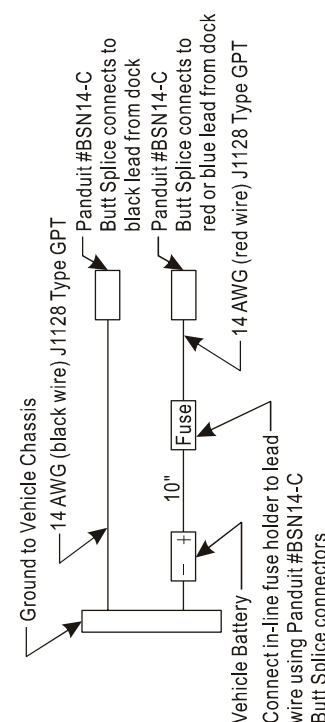 Ground to Vehicle Chassis
14 AWG (black wire) J1128 Type GPT
Panduit #BSN14-C
Butt Splice connects to
black lead from dock
Panduit #BSN14-C
Butt Splice connects to
red or blue lead from dock
14 AWG (red wire) J1128 Type GPT
10"
Fuse
– +
Vehicle Battery
Connect in-line fuse holder to lead
wire using Panduit #BSN14-C
Butt Splice connectors